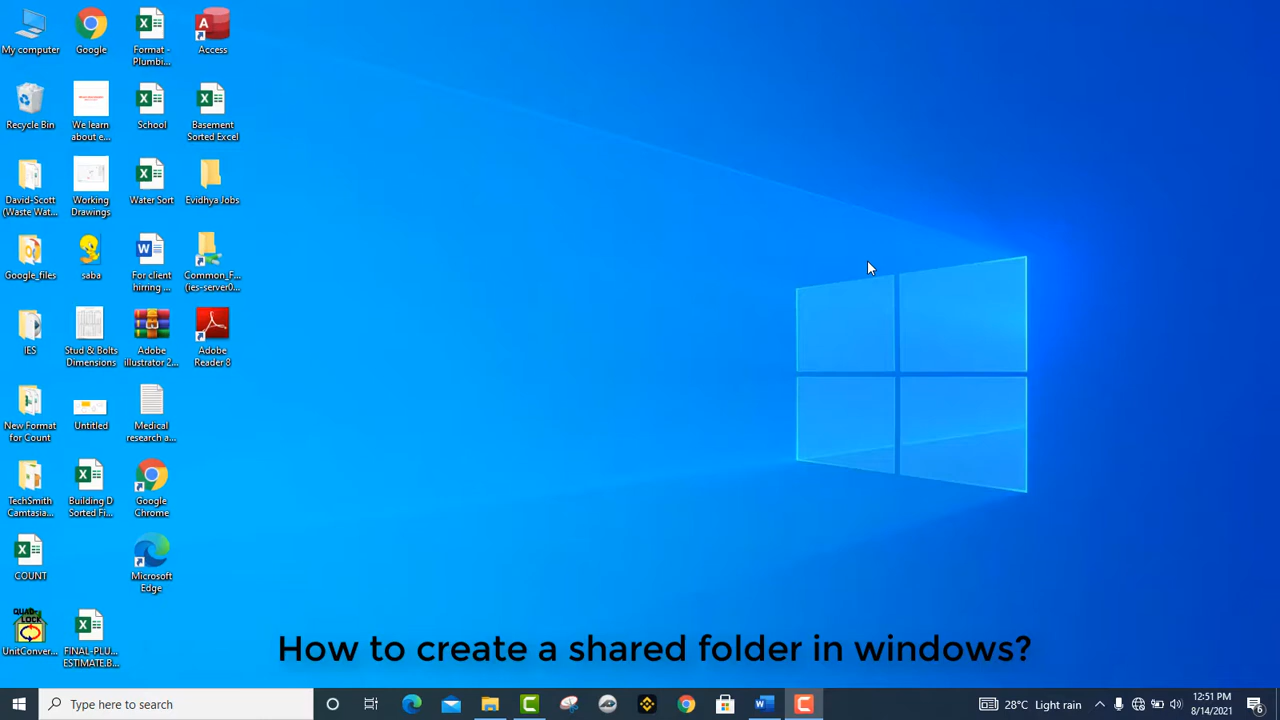 My computer
Google
Format -
Plumbi...
Access
Recycle Bin
We learn
about e...
School
Basement
Sorted Excel
David-Scott
(Waste Wat...
Working
Drawings
Water Sort
Evidhya Jobs
Google_files
saba
For client
hirring ...
Common_F...
(ies-server0...
IES
Stud & Bolts
Dimensions
Adobe
illustrator 2...
Adobe
Reader 8
New Format
for Count
Untitled
Medical
research a...
TechSmith
Camtasia...
Building D
Sorted Fi...
Google
Chrome
COUNT
Microsoft
Edge
QUAD-
LOCK
UnitConver...
FINAL-PLU...
ESTIMATE.B...
How to create a shared folder in windows?
Type here to search
28°C Light rain
12:51 PM
8/14/2021
6